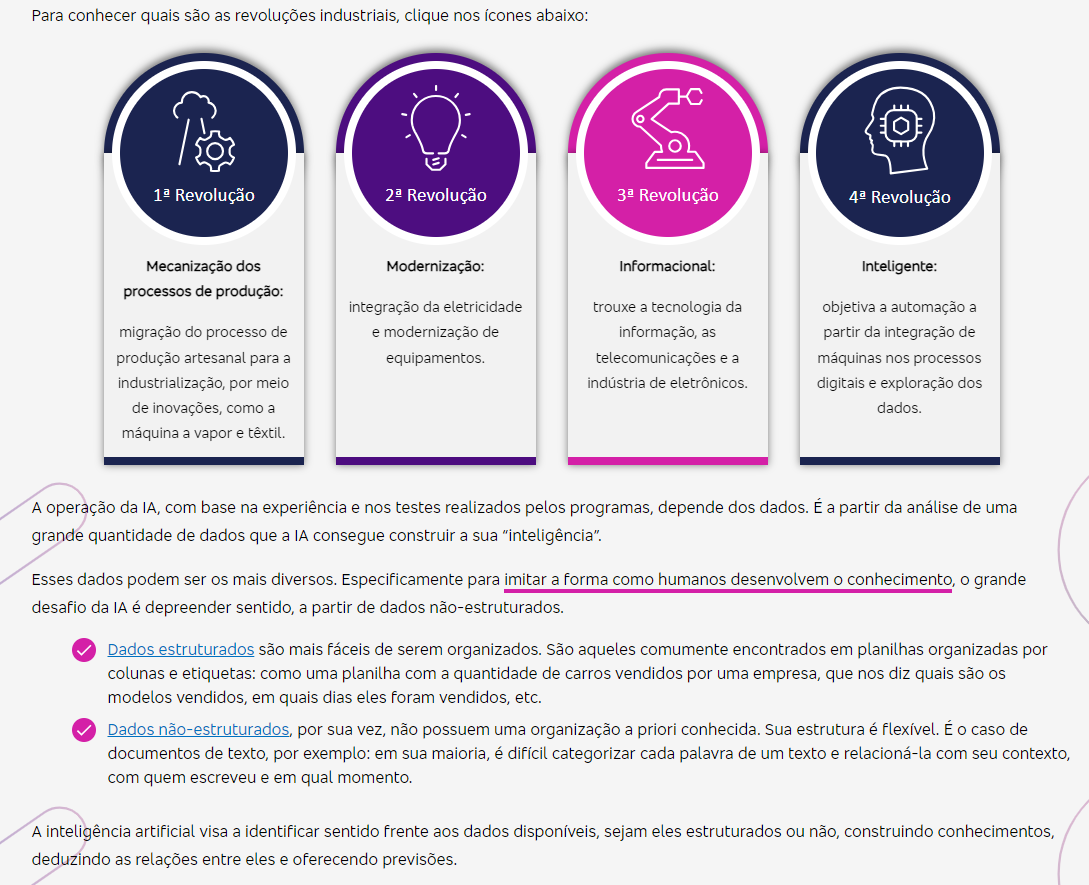 Para conhecer quais são as revoluções industriais, clique nos ícones abaixo:
1ª Revolução
Mecanização dos
processos de produção:
migração do processo de
produção artesanal para a
industrialização, por meio
de inovações, como a
máquina a vapor e têxtil.
2ª Revolução
Modernização:
integração da eletricidade
e modernização de
equipamentos.
3ª Revolução
Informacional:
trouxe a tecnologia da
informação, as
telecomunicações e a
indústria de eletrônicos.
4ª Revolução
Inteligente:
objetiva a automação a
partir da integração de
máquinas nos processos
digitais e exploração dos
dados.
A operação da IA, com base na experiência e nos testes realizados pelos programas, depende dos dados. É a partir da análise de uma
grande quantidade de dados que a IA consegue construir a sua “inteligência”.
Esses dados podem ser os mais diversos. Especificamente para imitar a forma como humanos desenvolvem o conhecimento, o grande
desafio da IA é depreender sentido, a partir de dados não-estruturados.
Dados estruturados são mais fáceis de serem organizados. São aqueles comumente encontrados em planilhas organizadas por
colunas e etiquetas: como uma planilha com a quantidade de carros vendidos por uma empresa, que nos diz quais são os
modelos vendidos, em quais dias eles foram vendidos, etc.
Dados não-estruturados, por sua vez, não possuem uma organização a priori conhecida. Sua estrutura é flexível. É o caso de
documentos de texto, por exemplo: em sua maioria, é difícil categorizar cada palavra de um texto e relacioná-la com seu contexto,
com quem escreveu e em qual momento.
A inteligência artificial visa a identificar sentido frente aos dados disponíveis, sejam eles estruturados ou não, construindo conhecimentos,
deduzindo as relações entre eles e oferecendo previsões.